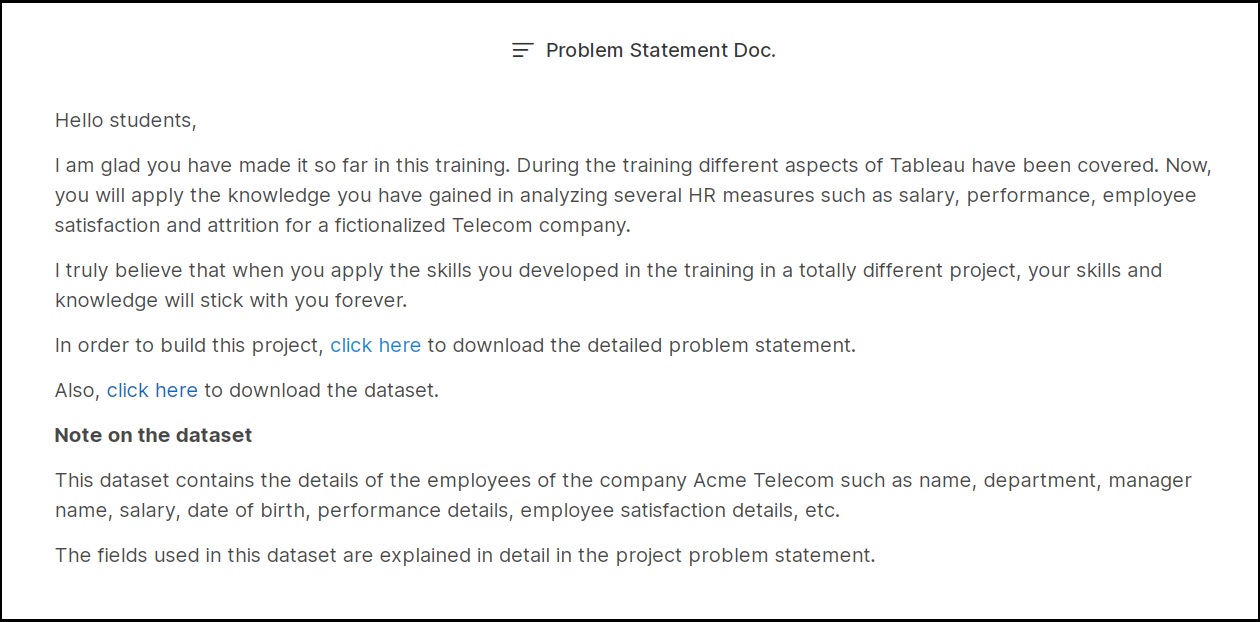 Problem Statement Doc.
Hello students,
I am glad you have made it so far in this training. During the training different aspects of Tableau have been covered. Now,
you will apply the knowledge you have gained in analyzing several HR measures such as salary, performance, employee
satisfaction and attrition for a fictionalized Telecom company.
I truly believe that when you apply the skills you developed in the training in a totally different project, your skills and
knowledge will stick with you forever.
In order to build this project, click here to download the detailed problem statement.
Also, click here to download the dataset.
Note on the dataset
This dataset contains the details of the employees of the company Acme Telecom such as name, department, manager
name, salary, date of birth, performance details, employee satisfaction details, etc.
The fields used in this dataset are explained in detail in the project problem statement.